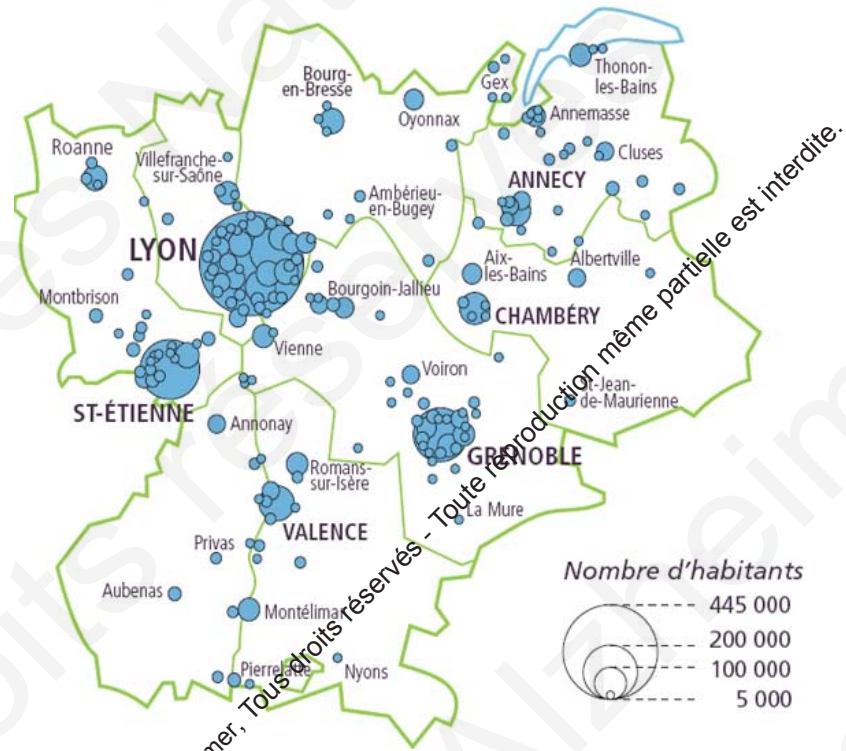 Bourg-
en-Bresse
Gex
Thonon-
les-Bains
Oyonnax
Annemasse
Roanne
Villefranche-
sur-Saône
Cluses
ANNECY
Ambérieu-
en-Bugey
LYON
Aix-
les-Bains
Albertville
Montbrison
Bourgoin-Jallieu
CHAMBÉRY
Vienne
Voiron
St-Jean-
de-Maurienne
ST-ÉTIENNE
Annonay
GRENOBLE
Romans-
sur-Isère
La Mure
VALENCE
Privas
Aubenas
Montélimar
Pierrelatte
Nyons
Nombre d'habitants
445 000
200 000
100 000
5 000
mer, Tous droits réservés - Toute reproduction même partielle est interdite.